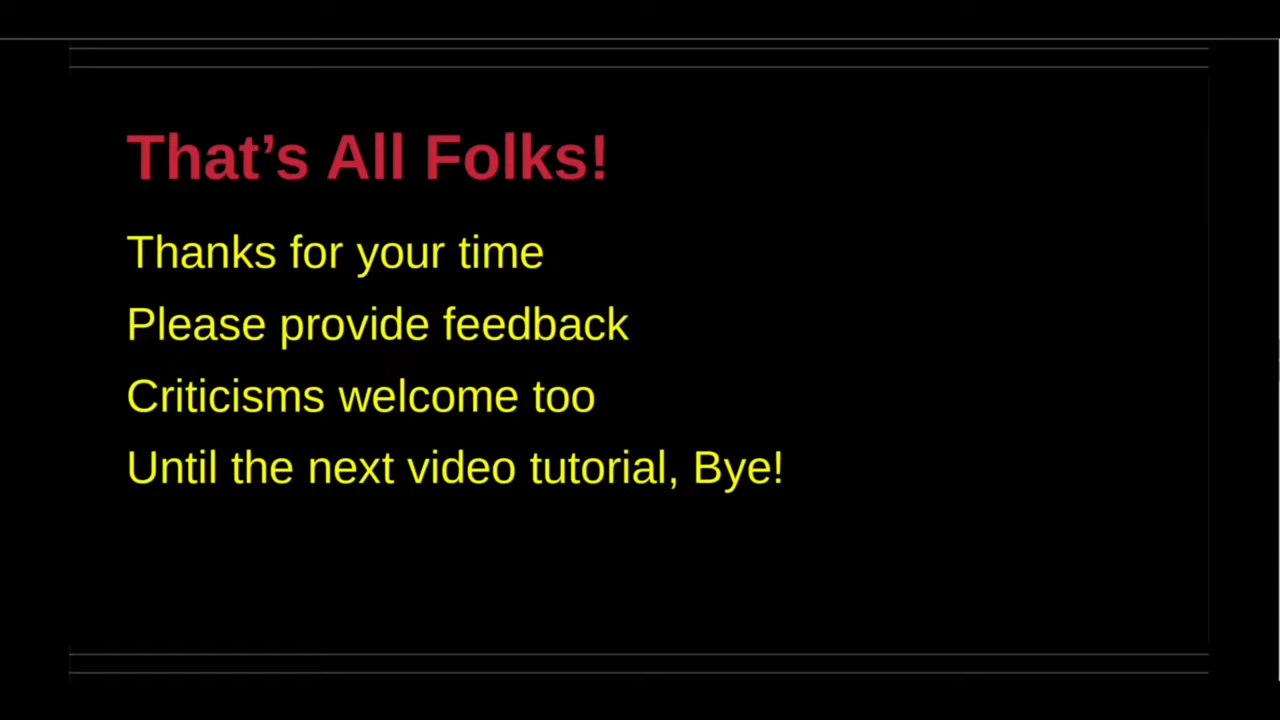 That’s All Folks!
Thanks for your time
Please provide feedback
Criticisms welcome too
Until the next video tutorial, Bye!